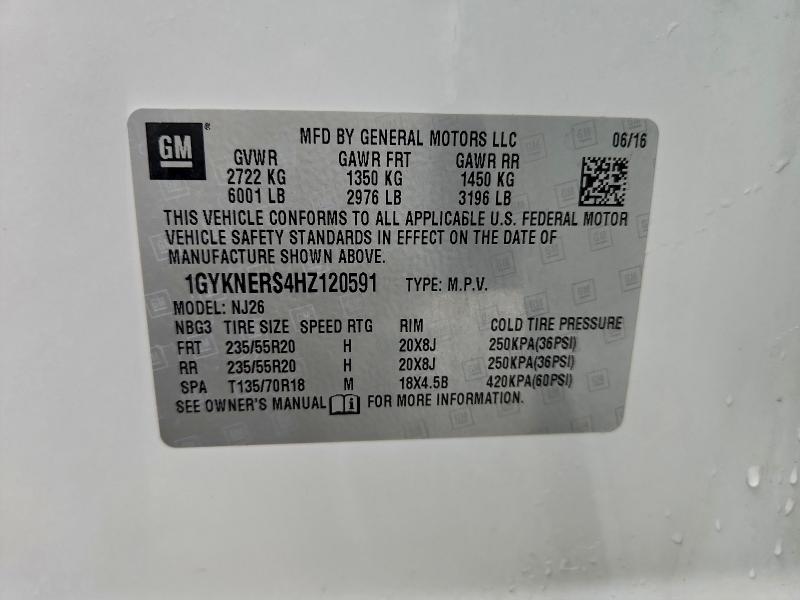 GM® MFD BY GENERAL MOTORS LLC 06/16
GVWR GAWR FRT GAWR RR
2722 KG 1350 KG 1450 KG
6001 LB 2976 LB 3196 LB
THIS VEHICLE CONFORMS TO ALL APPLICABLE U.S. FEDERAL MOTOR
VEHICLE SAFETY STANDARDS IN EFFECT ON THE DATE OF
MANUFACTURE SHOWN ABOVE.
1GYKNERS4HZ120591 TYPE: M.P.V.
MODEL: NJ26
NBG3 TIRE SIZE SPEED RTG RIM COLD TIRE PRESSURE
FRT 235/55R20 H 20X8J 250KPA(36PSI)
RR 235/55R20 H 20X8J 250KPA(36PSI)
SPA T135/70R18 M 18X4.5B 420KPA(60PSI)
SEE OWNER'S MANUAL FOR MORE INFORMATION.